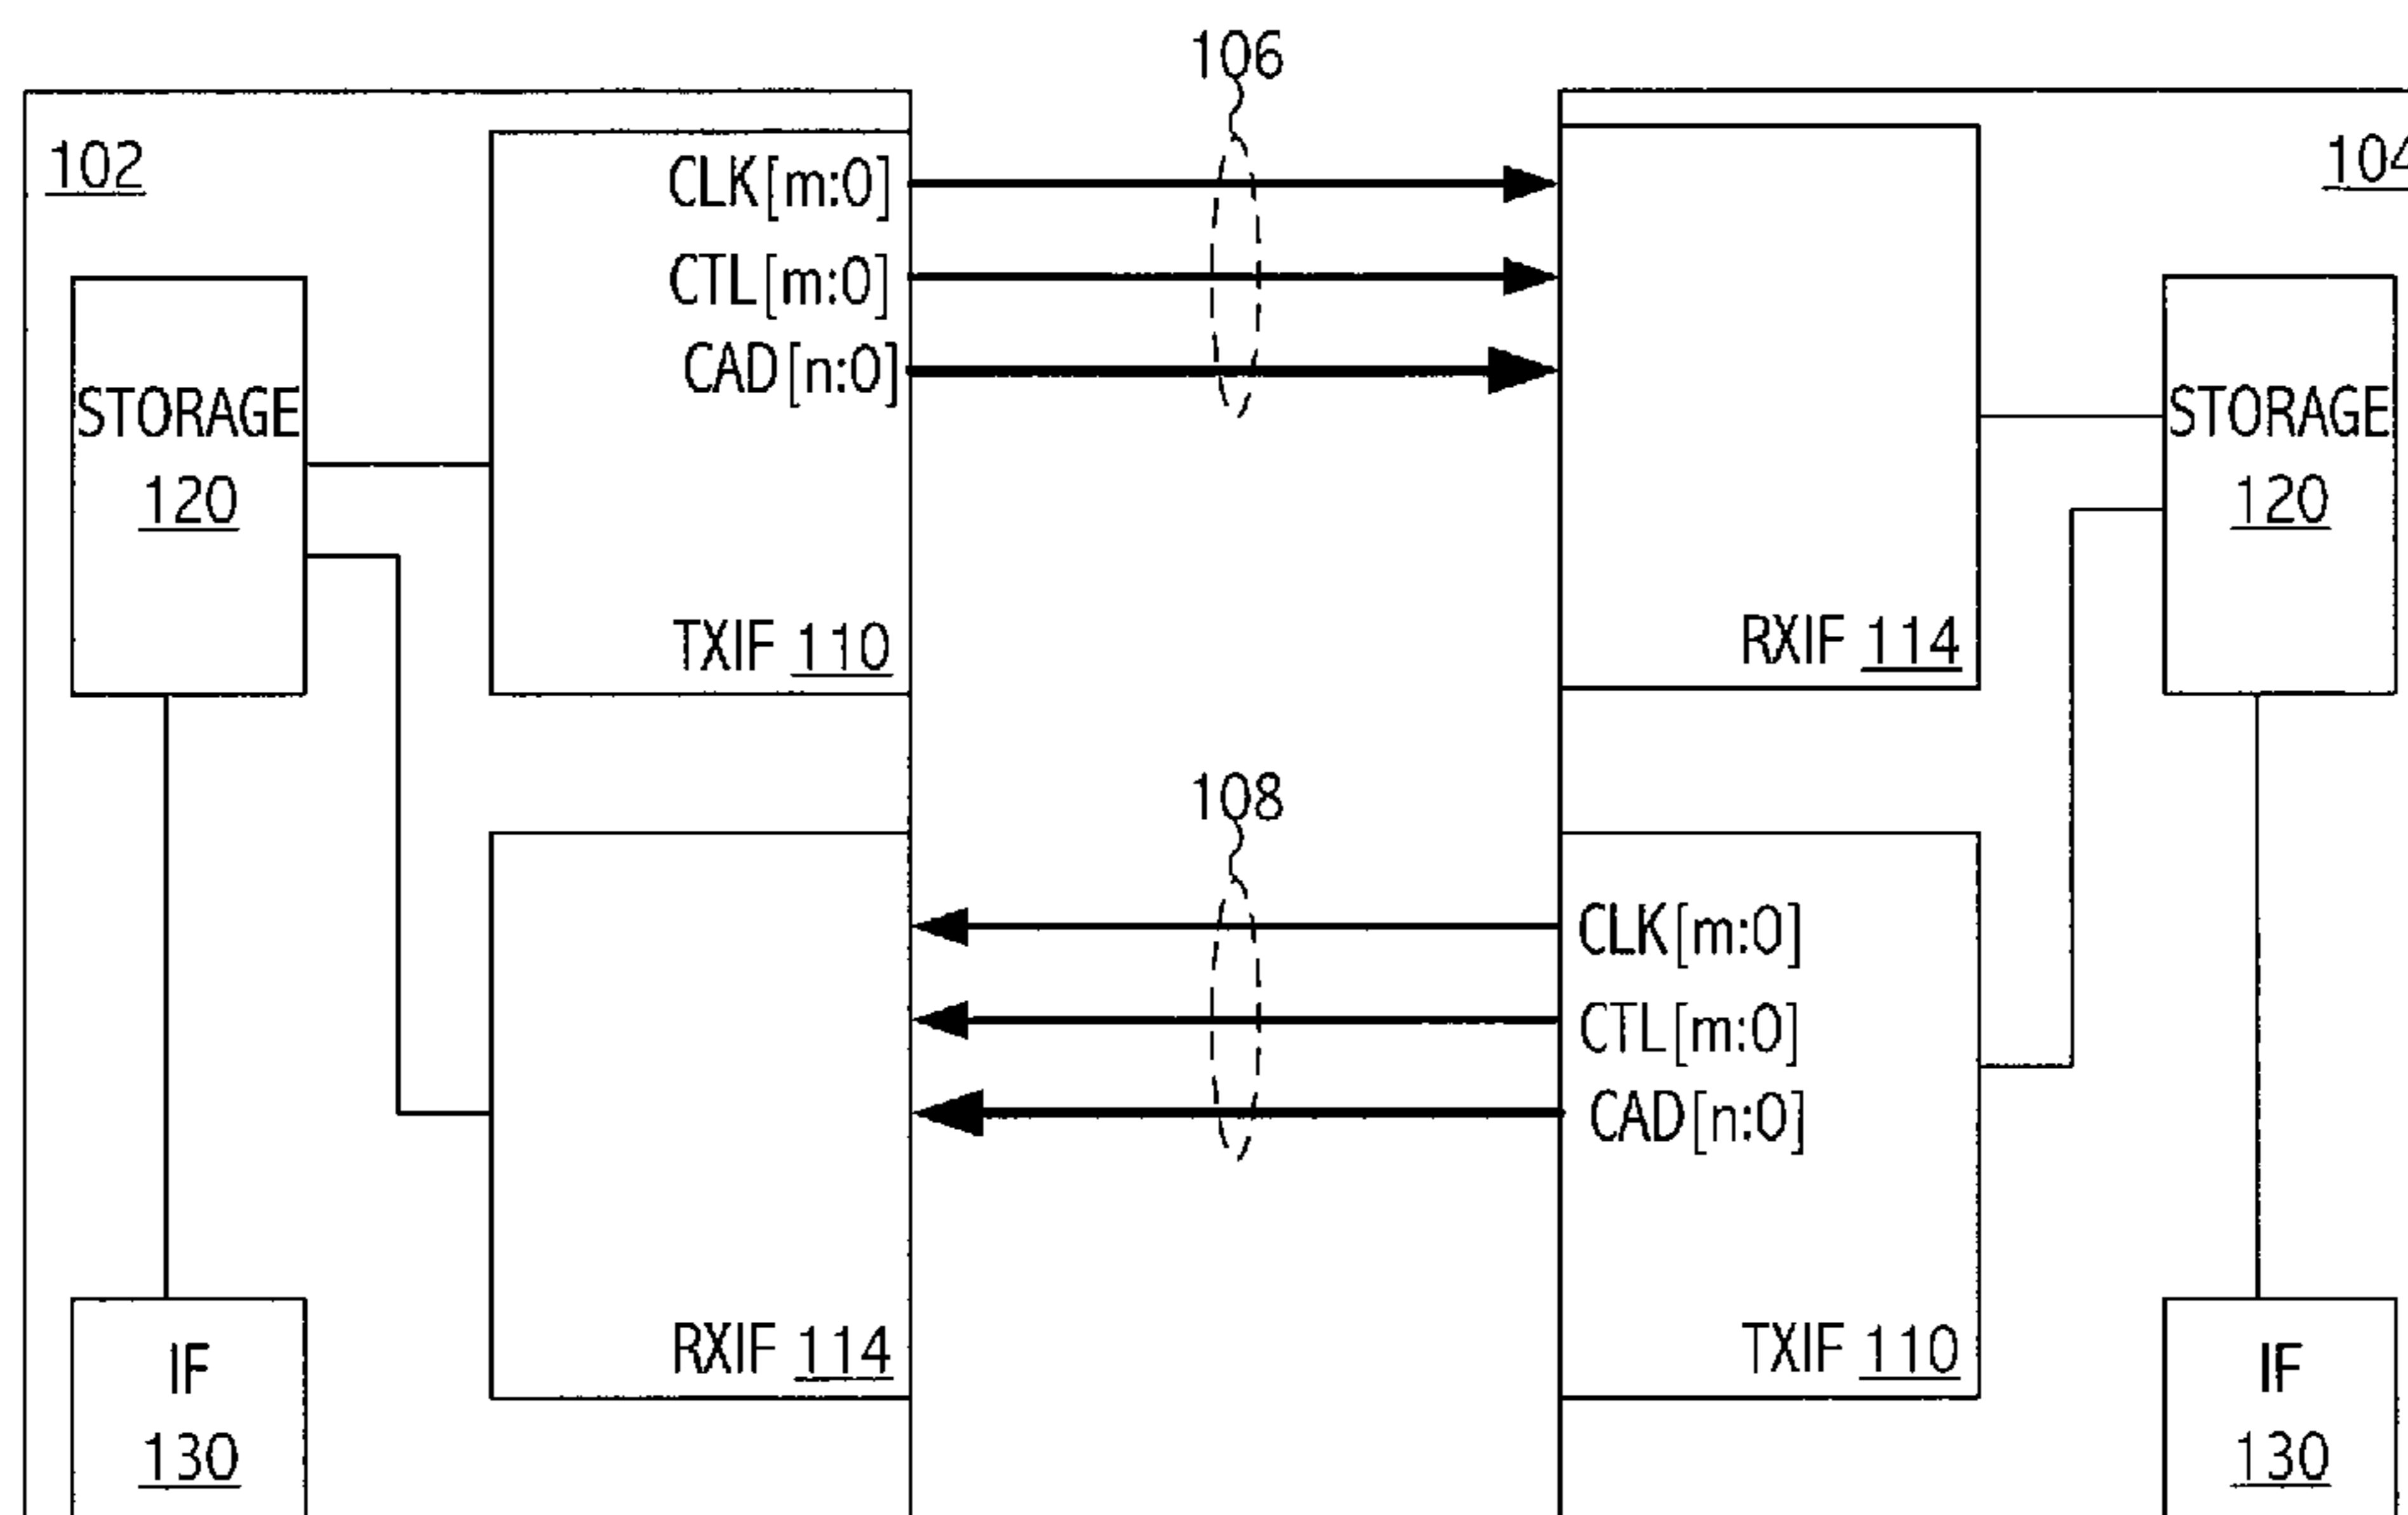 106
102
104
CLK[m:0]
CTL[m:0]
CAD[n:0]
STORAGE
120
STORAGE
120
TXIF 110
RXIF 114
108
CLK[m:0]
CTL[m:0]
CAD[n:0]
RXIF 114
TXIF 110
IF
130
IF
130